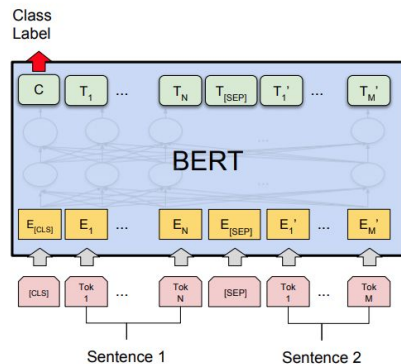 Class
Label
C T1 ... TN T[SEP] T1' ... TM'
...
BERT
...
E[CLS] E1 ... EN E[SEP] E1' ... EM'
[CLS] Tok 1 ... Tok N [SEP] Tok 1 ... Tok M
Sentence 1 Sentence 2